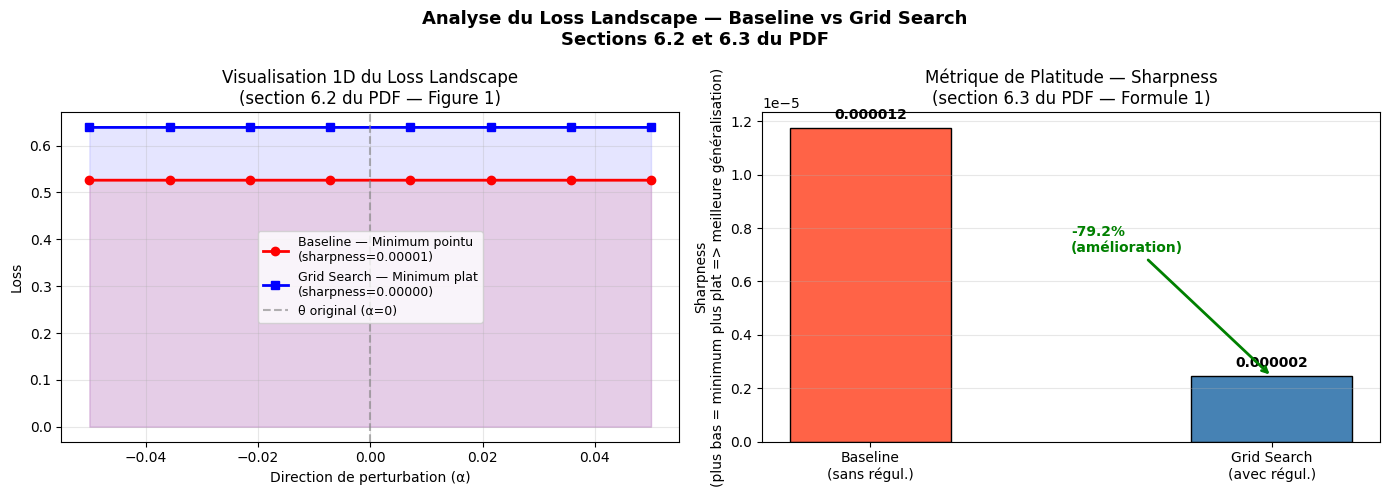 Analyse du Loss Landscape — Baseline vs Grid Search
Sections 6.2 et 6.3 du PDF
Visualisation 1D du Loss Landscape
(section 6.2 du PDF — Figure 1)
Loss
0.6
0.5
0.4
0.3
0.2
0.1
0.0
Baseline — Minimum pointu
(sharpness=0.00001)
Grid Search — Minimum plat
(sharpness=0.00000)
θ original (α=0)
−0.04
−0.02
0.00
0.02
0.04
Direction de perturbation (α)
Métrique de Platitude — Sharpness
(section 6.3 du PDF — Formule 1)
1e−5
Sharpness
(plus bas = minimum plus plat => meilleure généralisation)
1.2
1.0
0.8
0.6
0.4
0.2
0.0
0.000012
-79.2%
(amélioration)
0.000002
Baseline
(sans régul.)
Grid Search
(avec régul.)